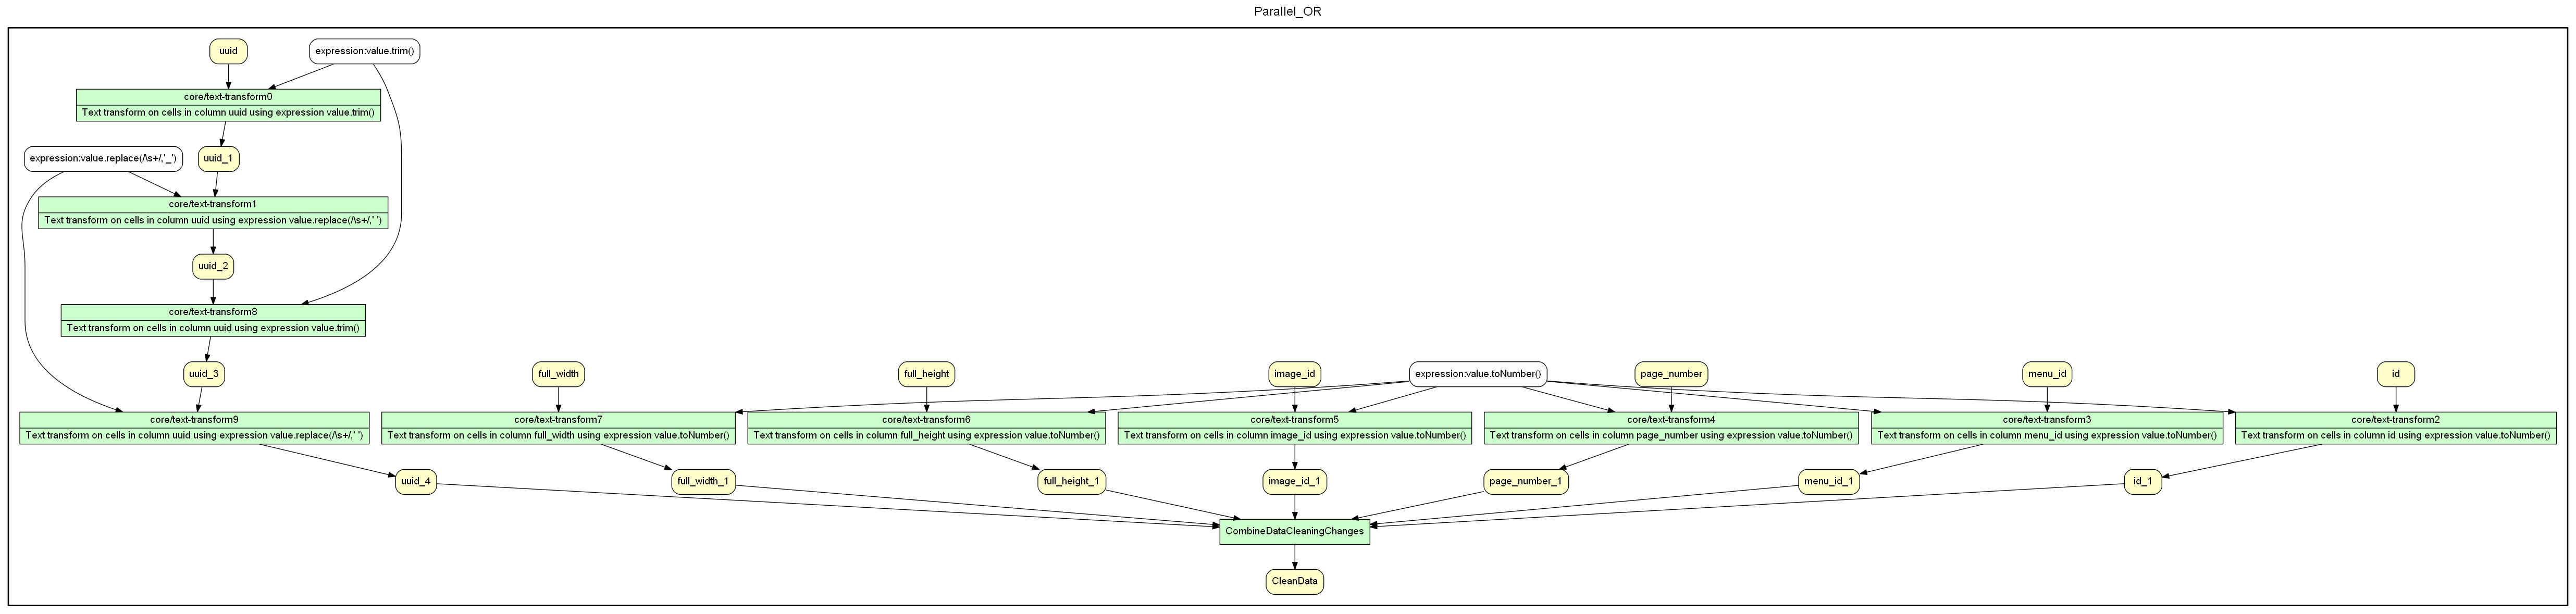 Parallel_OR
uuid
expression:value.trim()
core/text-transform0
Text transform on cells in column uuid using expression value.trim()
expression:value.replace(/\s+/,'_')
uuid_1
core/text-transform1
Text transform on cells in column uuid using expression value.replace(/\s+/,' ')
uuid_2
core/text-transform8
Text transform on cells in column uuid using expression value.trim()
uuid_3
full_width
full_height
image_id
expression:value.toNumber()
page_number
menu_id
id
core/text-transform9
Text transform on cells in column uuid using expression value.replace(/\s+/,' ')
core/text-transform7
Text transform on cells in column full_width using expression value.toNumber()
core/text-transform6
Text transform on cells in column full_height using expression value.toNumber()
core/text-transform5
Text transform on cells in column image_id using expression value.toNumber()
core/text-transform4
Text transform on cells in column page_number using expression value.toNumber()
core/text-transform3
Text transform on cells in column menu_id using expression value.toNumber()
core/text-transform2
Text transform on cells in column id using expression value.toNumber()
uuid_4
full_width_1
full_height_1
image_id_1
page_number_1
menu_id_1
id_1
CombineDataCleaningChanges
CleanData